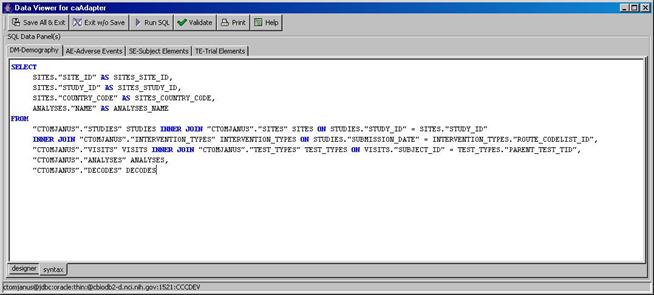 Data Viewer for caAdapter
Save All & Exit Exit w/o Save Run SQL Validate Print Help
SQL Data Panel(s)
DM-Demography AE-Adverse Events SE-Subject Elements TE-Trial Elements
SELECT
SITES."SITE_ID" AS SITES_SITE_ID,
SITES."STUDY_ID" AS SITES_STUDY_ID,
SITES."COUNTRY_CODE" AS SITES_COUNTRY_CODE,
ANALYSES."NAME" AS ANALYSES_NAME
FROM
"CTOMJANUS"."STUDIES" STUDIES INNER JOIN "CTOMJANUS"."SITES" SITES ON STUDIES."STUDY_ID" = SITES."STUDY_ID"
INNER JOIN "CTOMJANUS"."INTERVENTION_TYPES" INTERVENTION_TYPES ON STUDIES."SUBMISSION_DATE" = INTERVENTION_TYPES."ROUTE_CODELIST_ID",
"CTOMJANUS"."VISITS" VISITS INNER JOIN "CTOMJANUS"."TEST_TYPES" TEST_TYPES ON VISITS."SUBJECT_ID" = TEST_TYPES."PARENT_TEST_TID",
"CTOMJANUS"."ANALYSES" ANALYSES,
"CTOMJANUS"."DECODES" DECODES
designer syntax
ctomjanus@jdbc:oracle:thin:@cbiodb2-d.nci.nih.gov:1521:CCCDEV